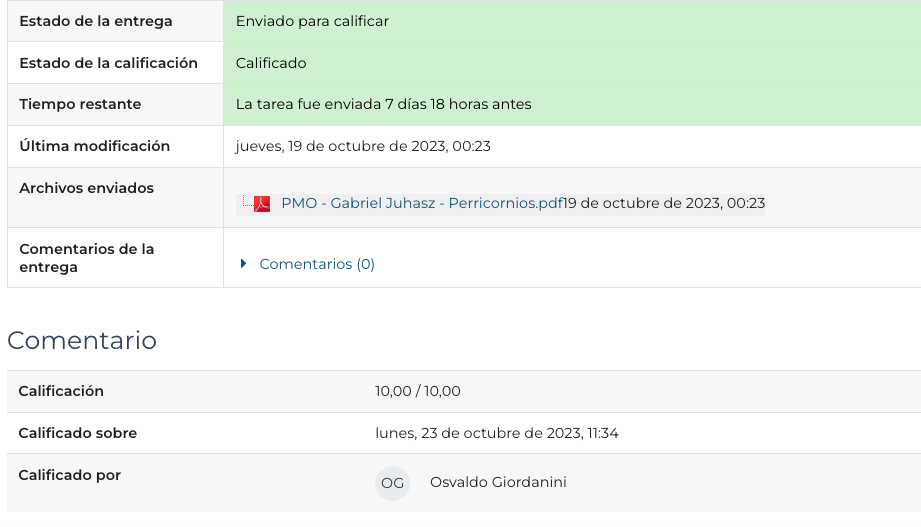 Estado de la entrega Enviado para calificar
Estado de la calificación Calificado
Tiempo restante La tarea fue enviada 7 días 18 horas antes
Última modificación jueves, 19 de octubre de 2023, 00:23
Archivos enviados
PMO - Gabriel Juhasz - Perricornios.pdf19 de octubre de 2023, 00:23
Comentarios de la
entrega
Comentarios (0)
Comentario
Calificación 10,00 / 10,00
Calificado sobre lunes, 23 de octubre de 2023, 11:34
Calificado por
OG Osvaldo Giordanini